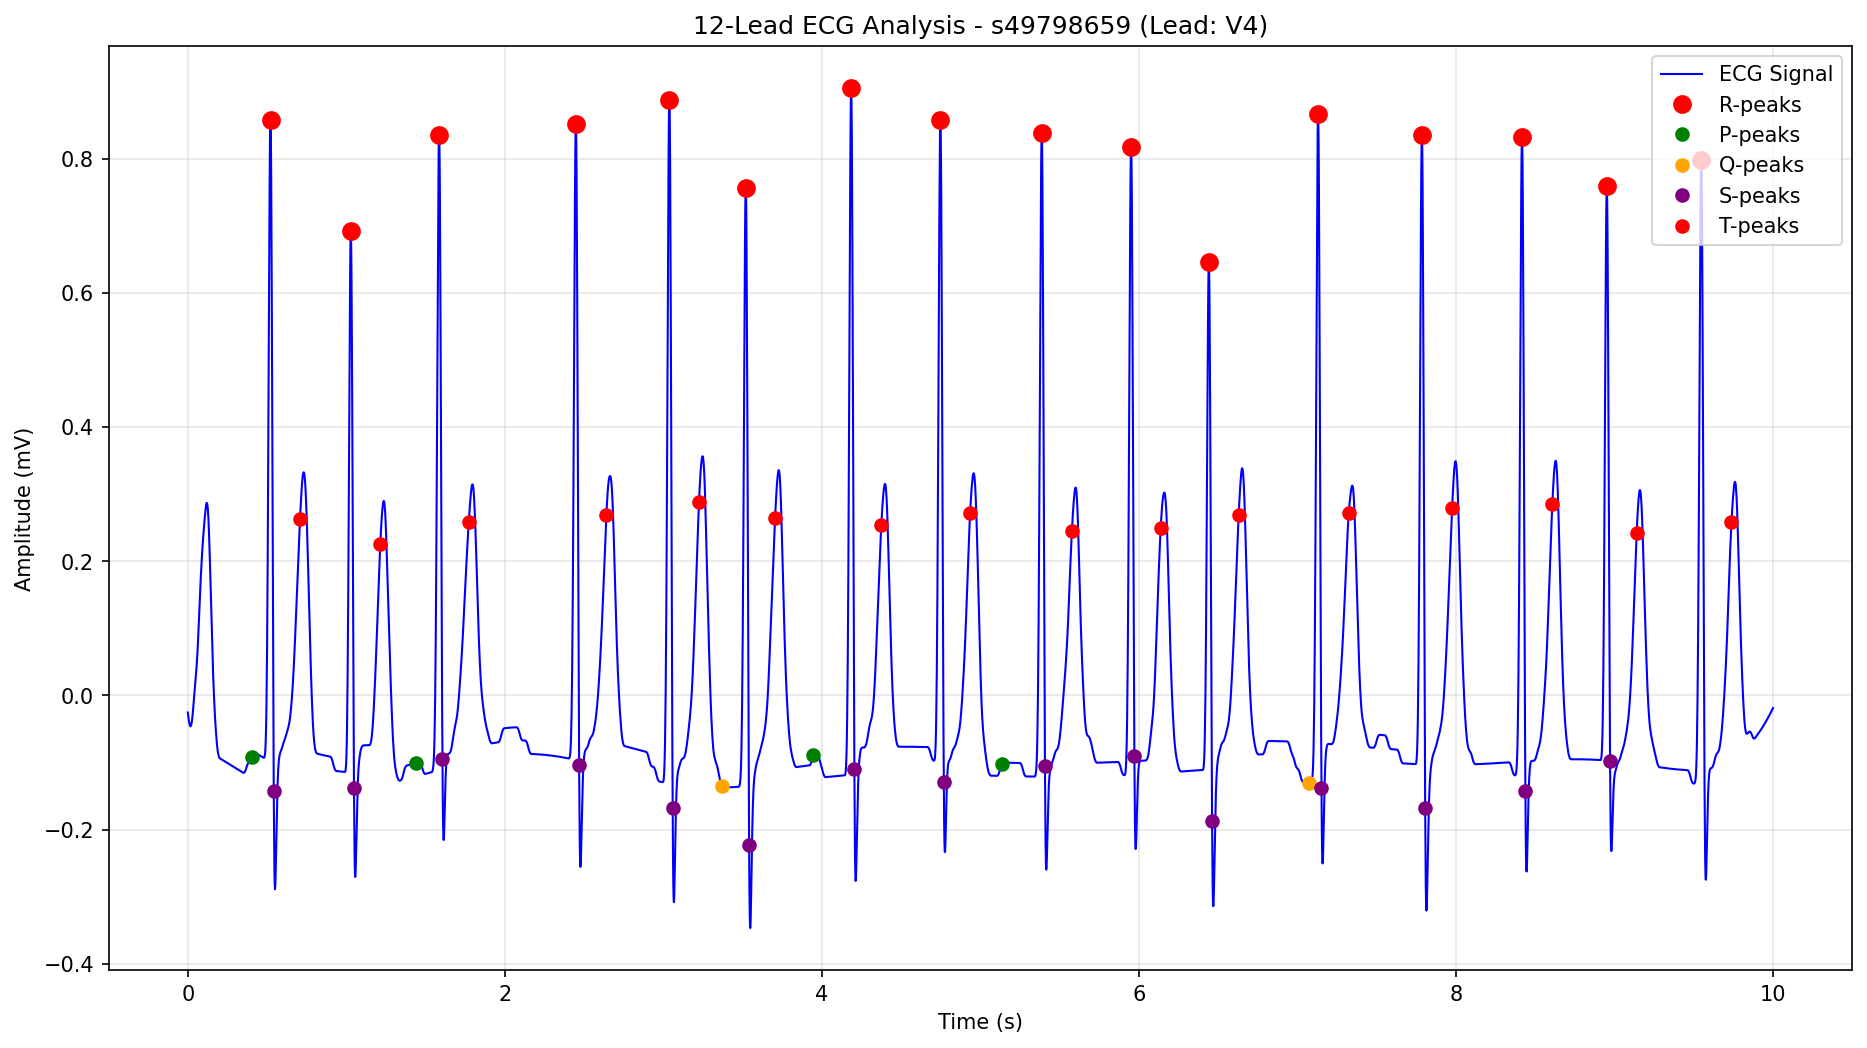 12-Lead ECG Analysis - s49798659 (Lead: V4)
ECG Signal
R-peaks
P-peaks
Q-peaks
S-peaks
T-peaks
Amplitude (mV)
0.8
0.6
0.4
0.2
0.0
−0.2
−0.4
0 2 4 6 8 10
Time (s)